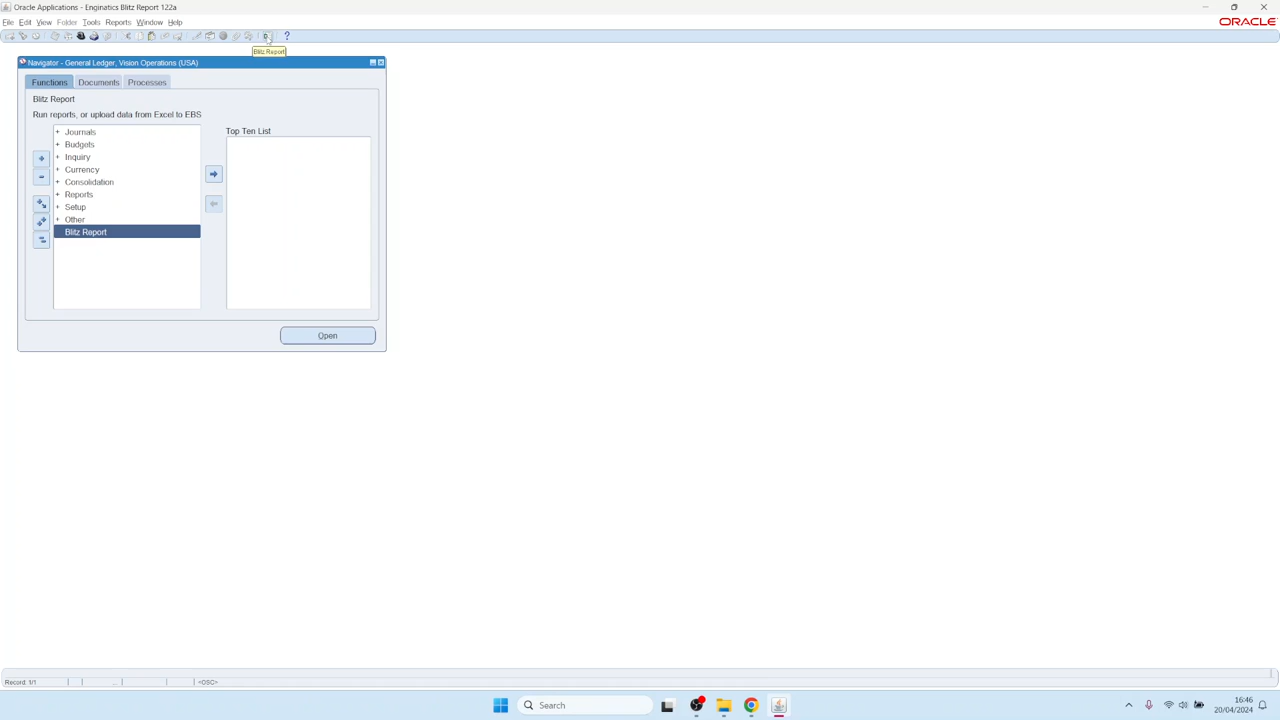 Oracle Applications - Enginatics Blitz Report 122a
File Edit View Folder Tools Reports Window Help
ORACLE
Blitz Report
Navigator - General Ledger, Vision Operations (USA)
Functions Documents Processes
Blitz Report
Run reports, or upload data from Excel to EBS
Top Ten List
+ Journals
+ Budgets
+ Inquiry
+ Currency
+ Consolidation
+ Reports
+ Setup
+ Other
Blitz Report
Open
Record: 1/1 ... <OSC>
Search
16:46
20/04/2024